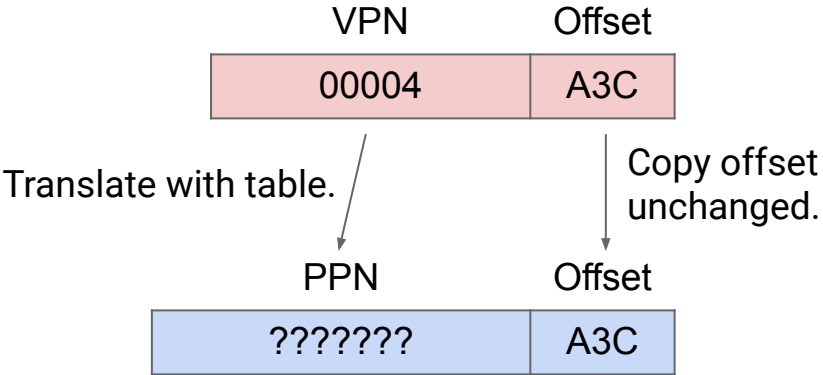 VPN Offset
00004 A3C
Translate with table.
Copy offset
unchanged.
PPN Offset
??????? A3C